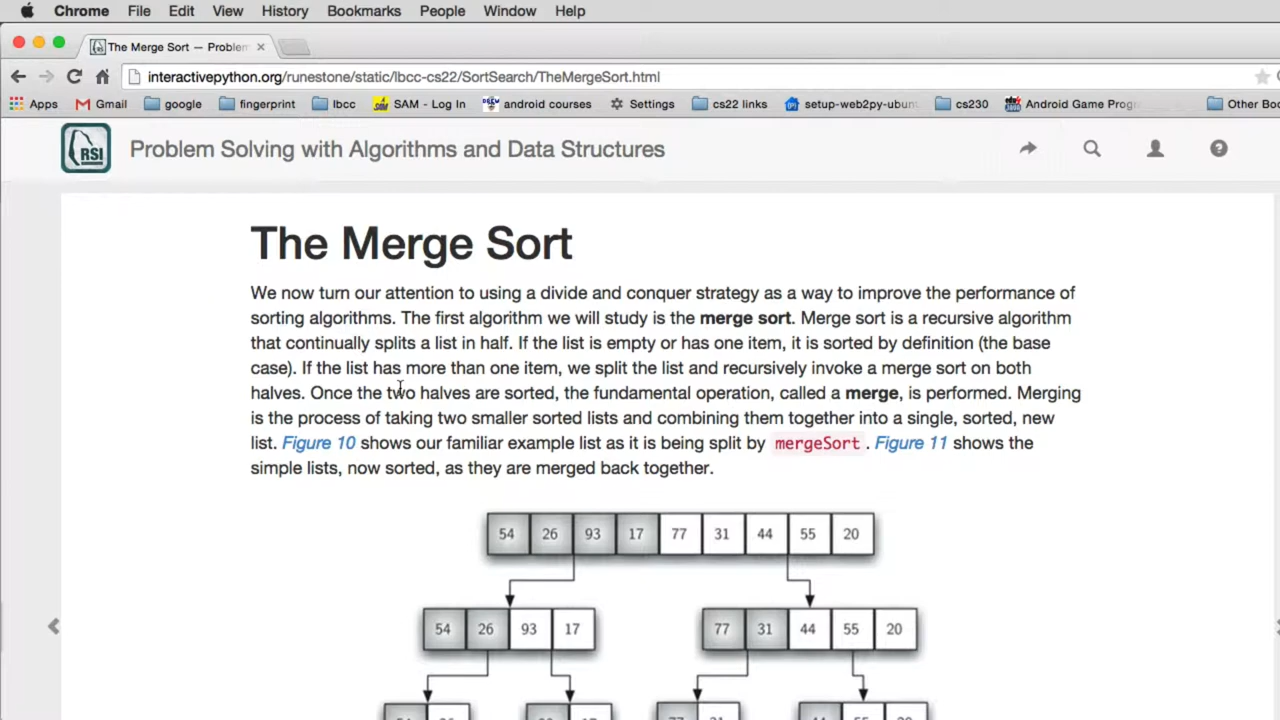 Chrome File Edit View History Bookmarks People Window Help
The Merge Sort — Problem
interactivepython.org/runestone/static/lbcc-cs22/SortSearch/TheMergeSort.html
Apps Gmail google fingerprint lbcc SAM - Log In android courses Settings cs22 links setup-web2py-ubun cs230 Android Game Prog Other Boo
RSI Problem Solving with Algorithms and Data Structures
The Merge Sort
We now turn our attention to using a divide and conquer strategy as a way to improve the performance of
sorting algorithms. The first algorithm we will study is the merge sort. Merge sort is a recursive algorithm
that continually splits a list in half. If the list is empty or has one item, it is sorted by definition (the base
case). If the list has more than one item, we split the list and recursively invoke a merge sort on both
halves. Once the two halves are sorted, the fundamental operation, called a merge, is performed. Merging
is the process of taking two smaller sorted lists and combining them together into a single, sorted, new
list. Figure 10 shows our familiar example list as it is being split by mergeSort. Figure 11 shows the
simple lists, now sorted, as they are merged back together.
54 26 93 17 77 31 44 55 20
54 26 93 17 77 31 44 55 20